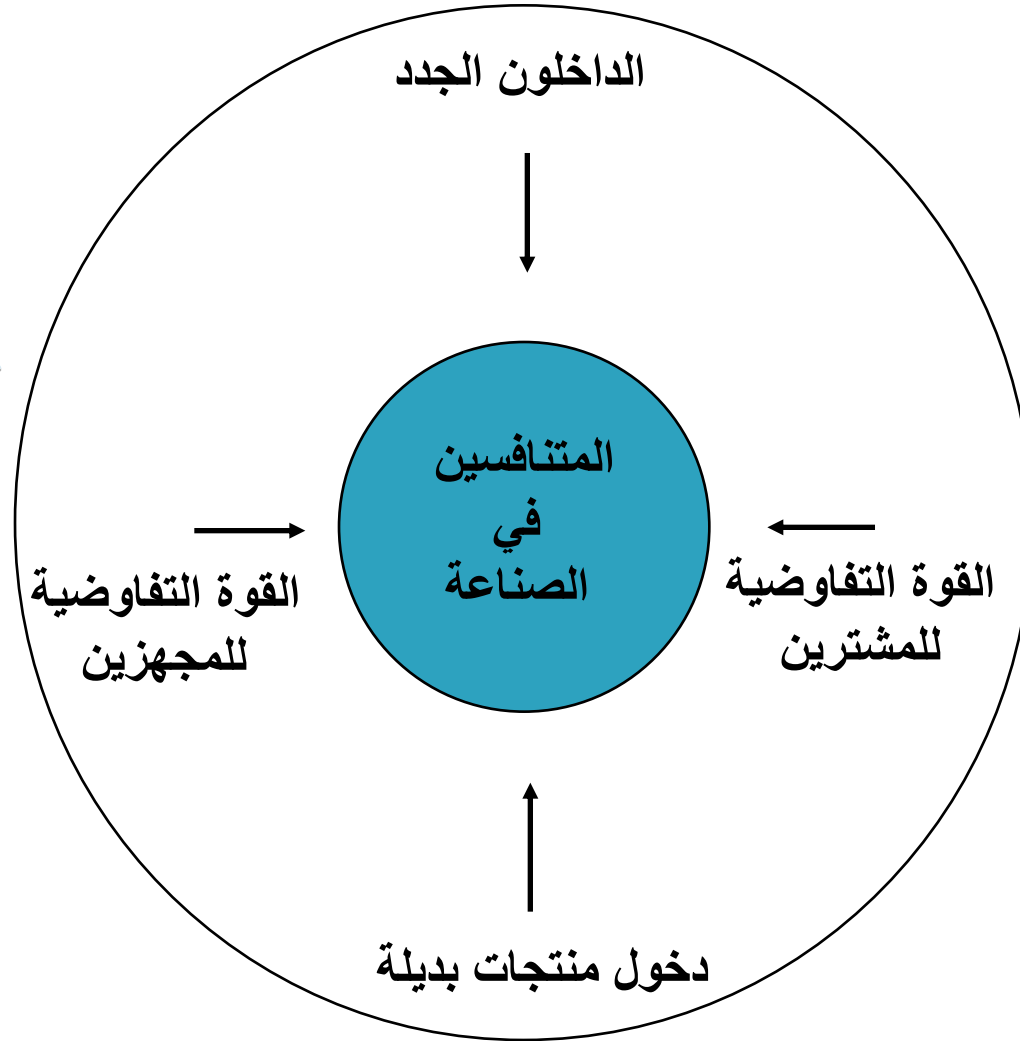 الداخلون الجدد
المتنافسين
في
الصناعة
القوة التفاوضية
للمشترين
القوة التفاوضية
للمجهزين
دخول منتجات بديلة